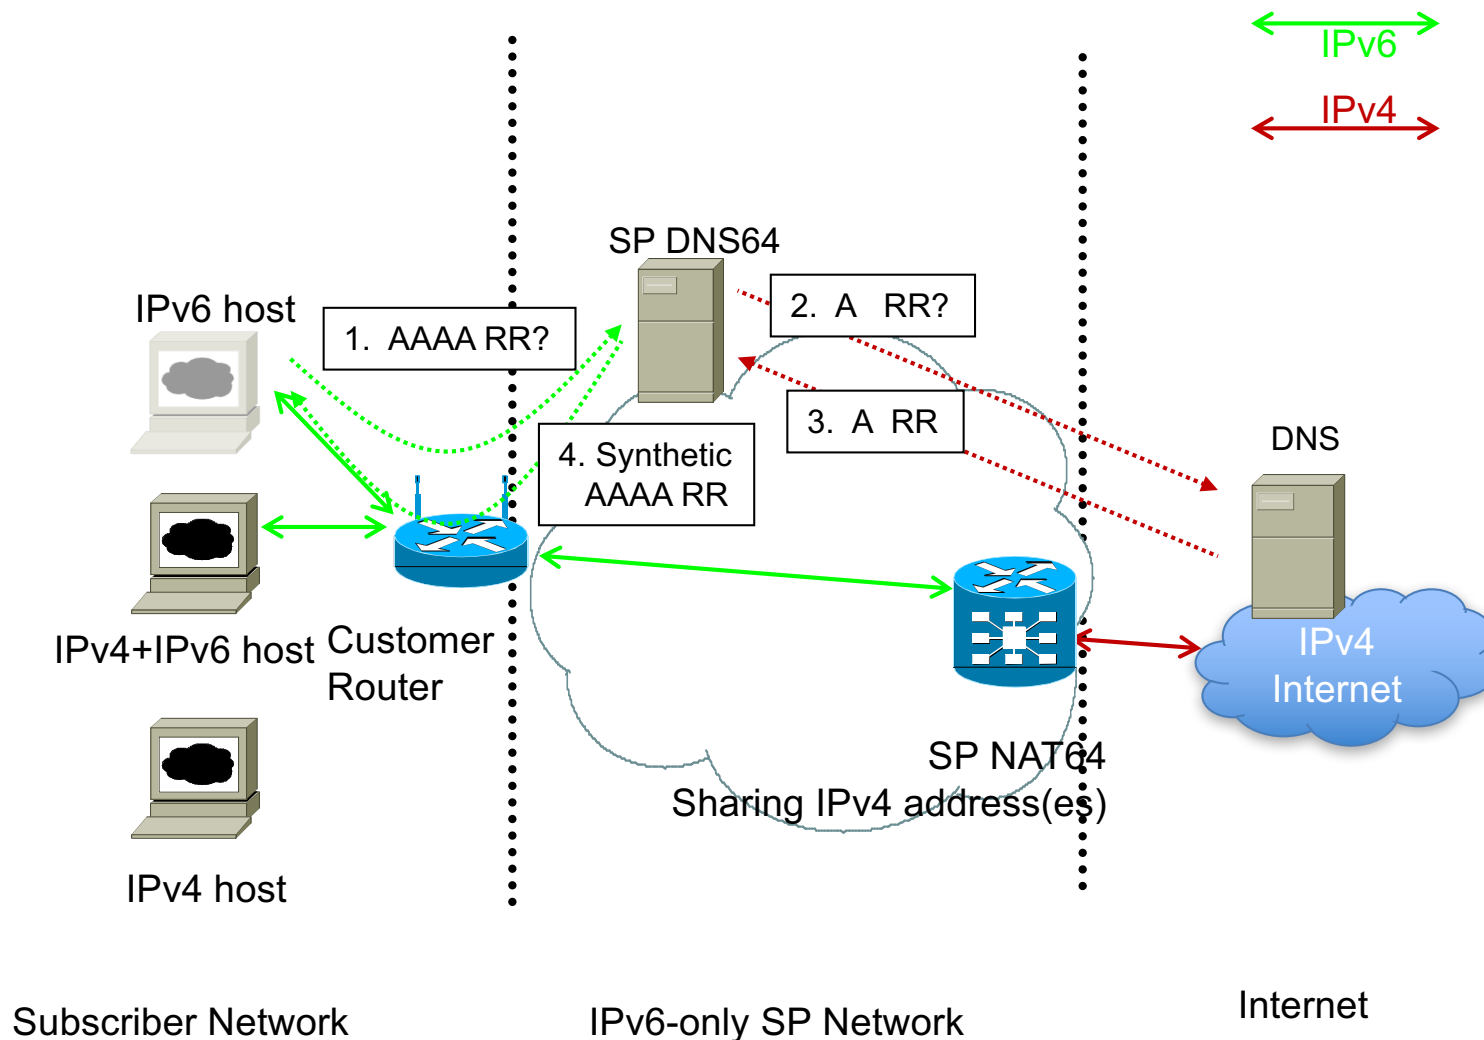 IPv6
IPv4
SP DNS64
IPv6 host
1. AAAA RR?
2. A RR?
3. A RR
4. Synthetic
AAAA RR
DNS
IPv4+IPv6 host
Customer
Router
IPv4
Internet
SP NAT64
Sharing IPv4 address(es)
IPv4 host
Subscriber Network
IPv6-only SP Network
Internet